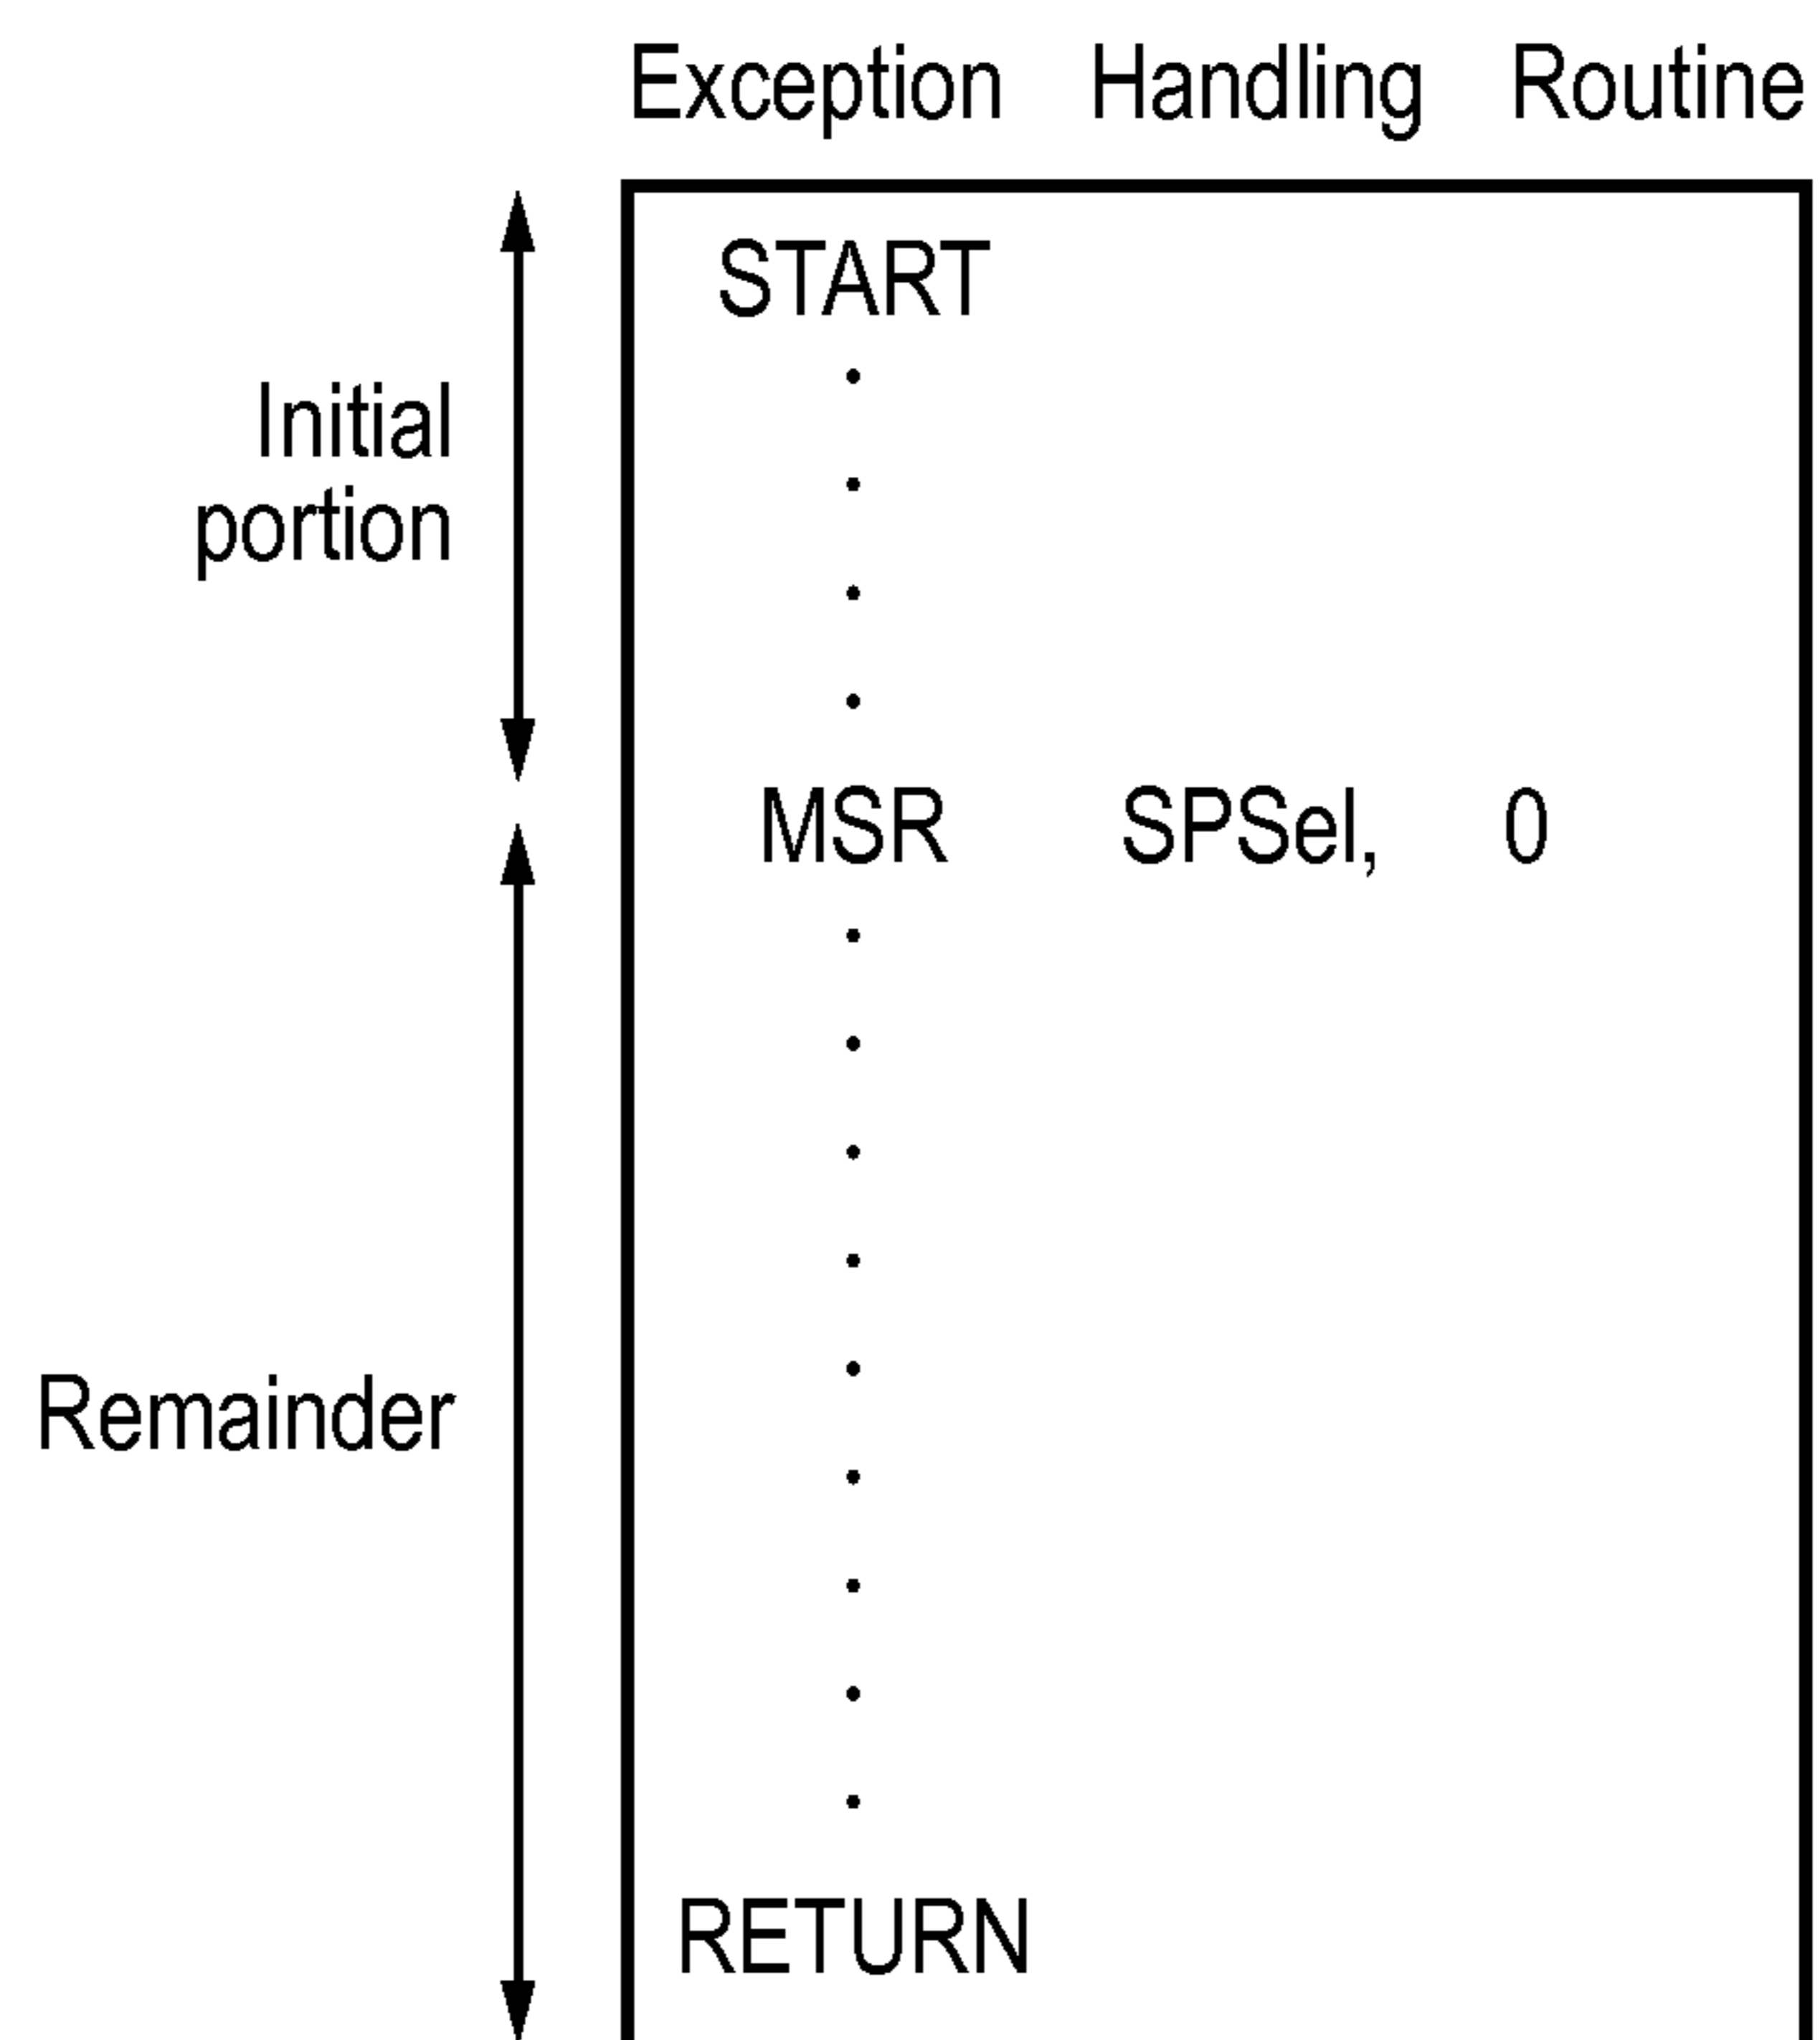 Exception Handling Routine
START
Initial
portion
MSR SPSel, 0
Remainder
RETURN